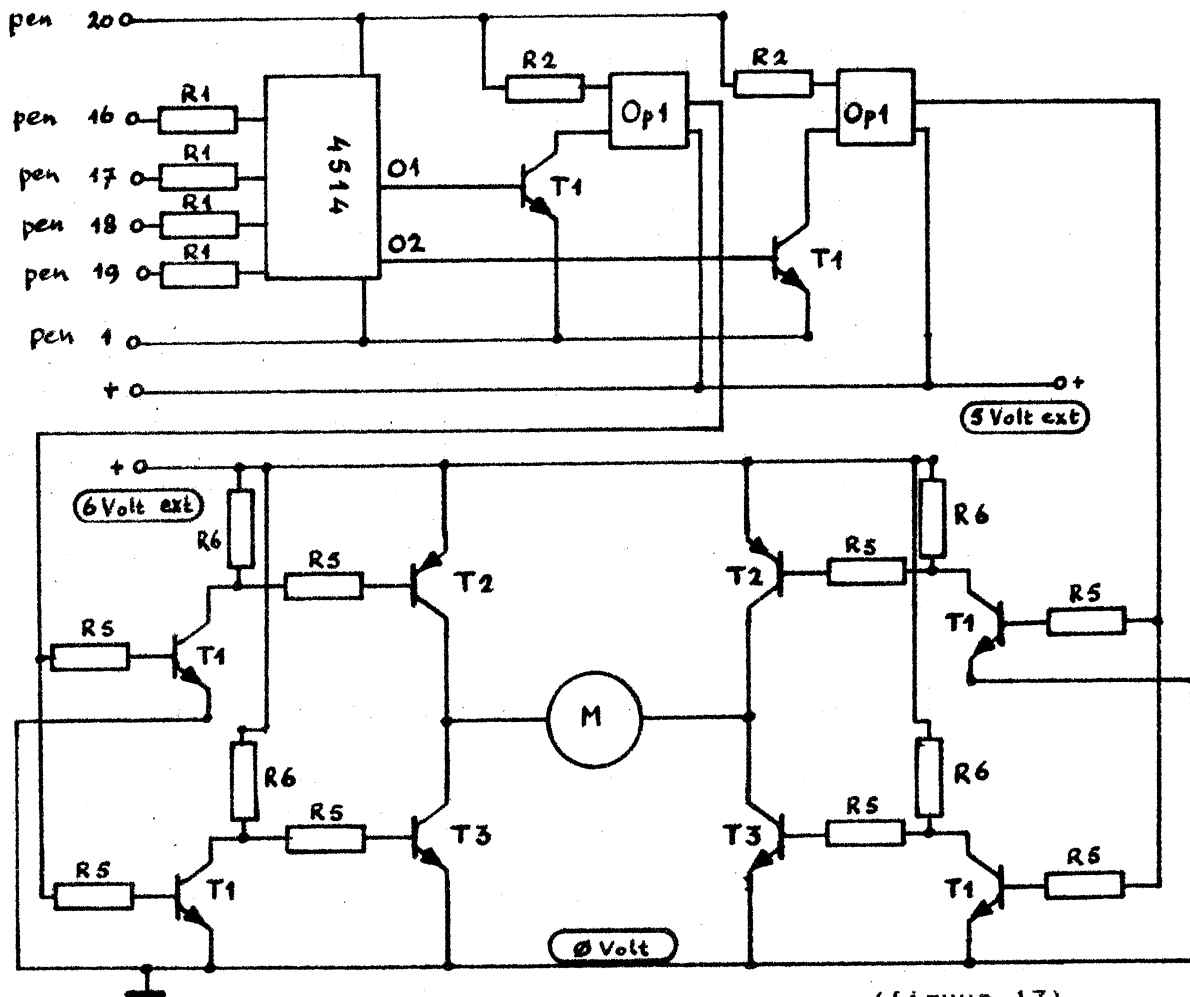 pen 20
R2
R2
Op1
Op1
pen 16
R1
pen 17
R1
pen 18
R1
pen 19
R1
4514
O1
O2
T1
T1
pen 1
+
+
5 Volt ext
+
6 Volt ext
R6
R6
R5
T2
T2
R5
R5
T1
T1
R5
R6
R6
M
R5
T3
T3
R5
R5
T1
T1
R5
Ø Volt
(figuur 17)